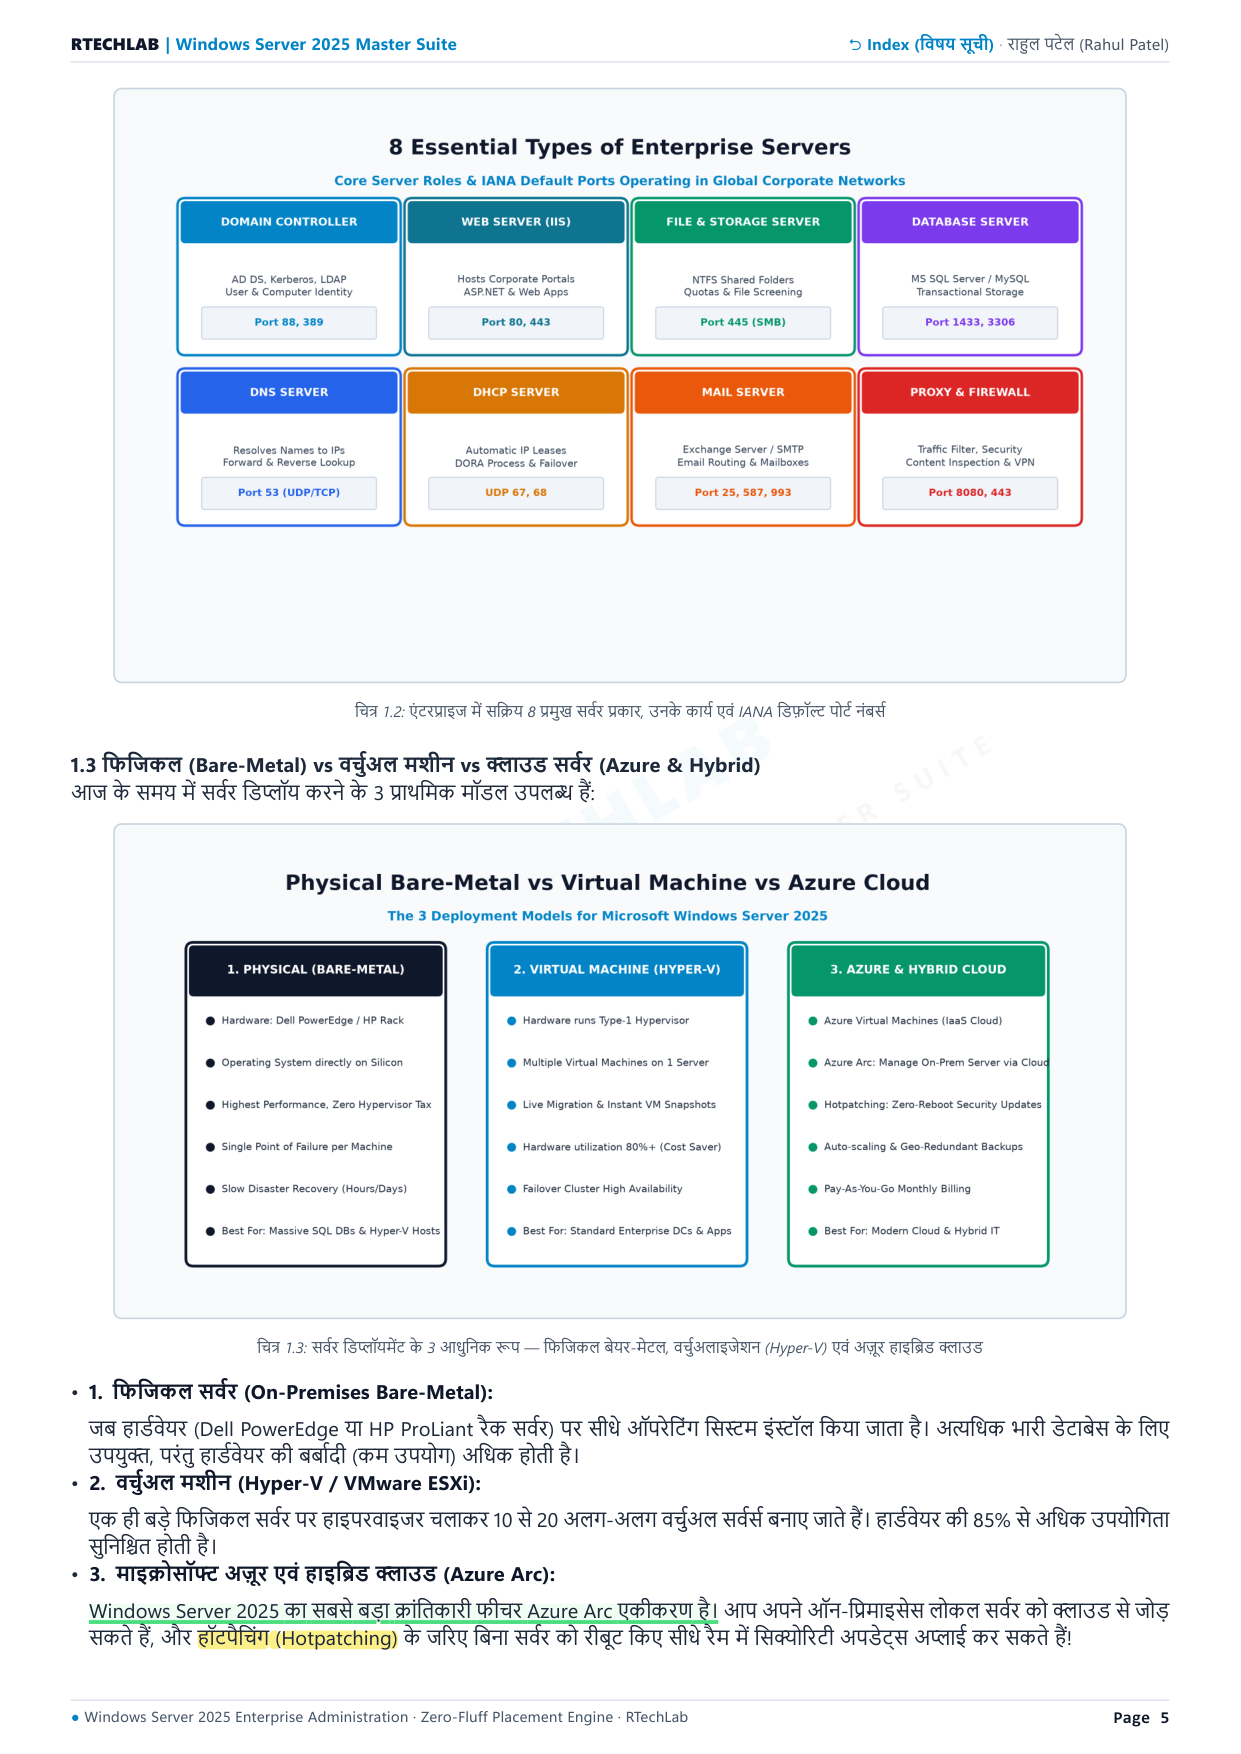 RTECHLAB | Windows Server 2025 Master Suite
⮌ Index (विषय सूची) · राहुल पटेल (Rahul Patel)
8 Essential Types of Enterprise Servers
Core Server Roles & IANA Default Ports Operating in Global Corporate Networks
DOMAIN CONTROLLER
AD DS, Kerberos, LDAP
User & Computer Identity
Port 88, 389
WEB SERVER (IIS)
Hosts Corporate Portals
ASP.NET & Web Apps
Port 80, 443
FILE & STORAGE SERVER
NTFS Shared Folders
Quotas & File Screening
Port 445 (SMB)
DATABASE SERVER
MS SQL Server / MySQL
Transactional Storage
Port 1433, 3306
DNS SERVER
Resolves Names to IPs
Forward & Reverse Lookup
Port 53 (UDP/TCP)
DHCP SERVER
Automatic IP Leases
DORA Process & Failover
UDP 67, 68
MAIL SERVER
Exchange Server / SMTP
Email Routing & Mailboxes
Port 25, 587, 993
PROXY & FIREWALL
Traffic Filter, Security
Content Inspection & VPN
Port 8080, 443
चित्र 1.2: एंटरप्राइज में सक्रिय 8 प्रमुख सर्वर प्रकार, उनके कार्य एवं IANA डिफ़ॉल्ट पोर्ट नंबर्स
1.3 फिजिकल (Bare-Metal) vs वर्चुअल मशीन vs क्लाउड सर्वर (Azure & Hybrid)
आज के समय में सर्वर डिप्लॉय करने के 3 प्राथमिक मॉडल उपलब्ध हैं:
HLAB
ER SUITE
Physical Bare-Metal vs Virtual Machine vs Azure Cloud
The 3 Deployment Models for Microsoft Windows Server 2025
1. PHYSICAL (BARE-METAL)
● Hardware: Dell PowerEdge / HP Rack
● Operating System directly on Silicon
● Highest Performance, Zero Hypervisor Tax
● Single Point of Failure per Machine
● Slow Disaster Recovery (Hours/Days)
● Best For: Massive SQL DBs & Hyper-V Hosts
2. VIRTUAL MACHINE (HYPER-V)
● Hardware runs Type-1 Hypervisor
● Multiple Virtual Machines on 1 Server
● Live Migration & Instant VM Snapshots
● Hardware utilization 80%+ (Cost Saver)
● Failover Cluster High Availability
● Best For: Standard Enterprise DCs & Apps
3. AZURE & HYBRID CLOUD
● Azure Virtual Machines (IaaS Cloud)
● Azure Arc: Manage On-Prem Server via Cloud
● Hotpatching: Zero-Reboot Security Updates
● Auto-scaling & Geo-Redundant Backups
● Pay-As-You-Go Monthly Billing
● Best For: Modern Cloud & Hybrid IT
चित्र 1.3: सर्वर डिप्लॉयमेंट के 3 आधुनिक रूप — फिजिकल बेयर-मेटल, वर्चुअलाइजेशन (Hyper-V) एवं अज़ूर हाइब्रिड क्लाउड
• 1. फिजिकल सर्वर (On-Premises Bare-Metal):
जब हार्डवेयर (Dell PowerEdge या HP ProLiant रैक सर्वर) पर सीधे ऑपरेटिंग सिस्टम इंस्टॉल किया जाता है। अत्यधिक भारी डेटाबेस के लिए
उपयुक्त, परंतु हार्डवेयर की बर्बादी (कम उपयोग) अधिक होती है।
• 2. वर्चुअल मशीन (Hyper-V / VMware ESXi):
एक ही बड़े फिजिकल सर्वर पर हाइपरवाइजर चलाकर 10 से 20 अलग-अलग वर्चुअल सर्वर्स बनाए जाते हैं। हार्डवेयर की 85% से अधिक उपयोगिता
सुनिश्चित होती है।
• 3. माइक्रोसॉफ्ट अज़ूर एवं हाइब्रिड क्लाउड (Azure Arc):
Windows Server 2025 का सबसे बड़ा क्रांतिकारी फीचर Azure Arc एकीकरण है। आप अपने ऑन-प्रिमाइसेस लोकल सर्वर को क्लाउड से जोड़
सकते हैं, और हॉटपैचिंग (Hotpatching) के जरिए बिना सर्वर को रीबूट किए सीधे रैम में सिक्योरिटी अपडेट्स अप्लाई कर सकते हैं!
● Windows Server 2025 Enterprise Administration · Zero-Fluff Placement Engine · RTechLab
Page 5